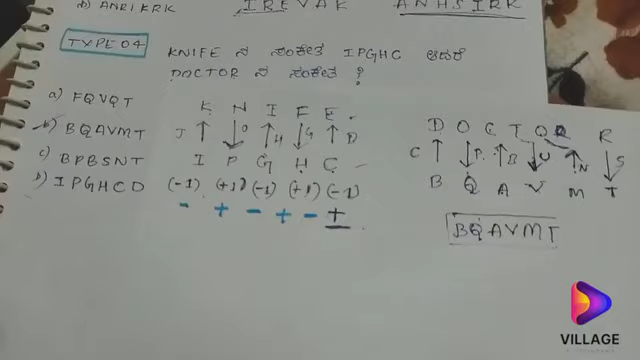 b) ANRIKRK IREVAK ANHSIRK
TYPE 04 KNIFE ನ ಸಂಕೇತ IPGHC ಆದರೆ
DOCTOR ನ ಸಂಕೇತ ?
a) FQVQT
b) BQAVMT
c) BPBSNT
D) IPGHCD
K N I F E
J O H G D
I P G H C
(-1) (+1) (-1) (+1) (-1)
- + - + - +
D O C T O R
C P B U N S
B Q A V M T
BQAVMT
VILLAGE